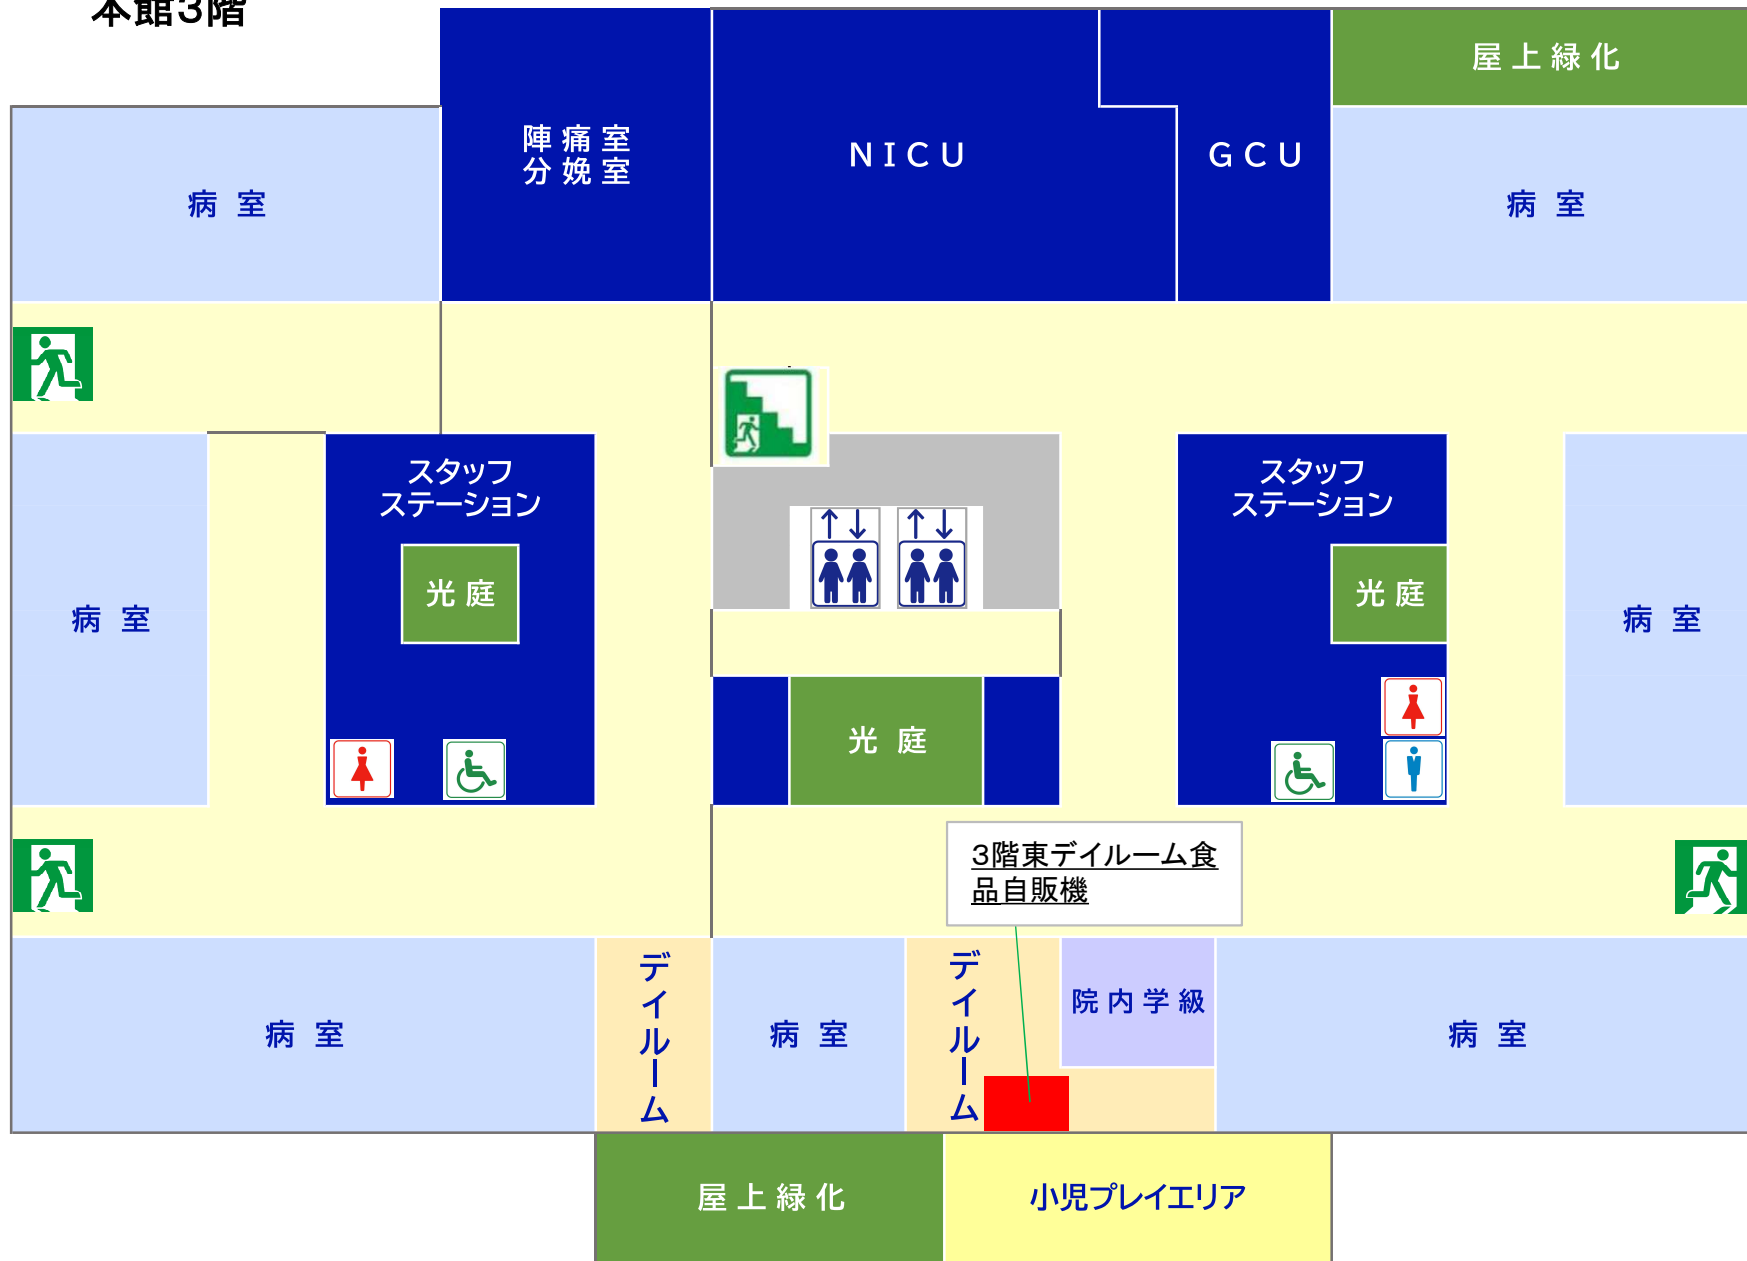 本館3階
屋上緑化
陣痛室
分娩室
NICU
GCU
病室
病室
スタッフ
ステーション
スタッフ
ステーション
光庭
光庭
病室
病室
光庭
3階東デイルーム食
品自販機
デイルーム
デイルーム
院内学級
病室
病室
病室
屋上緑化
小児プレイエリア